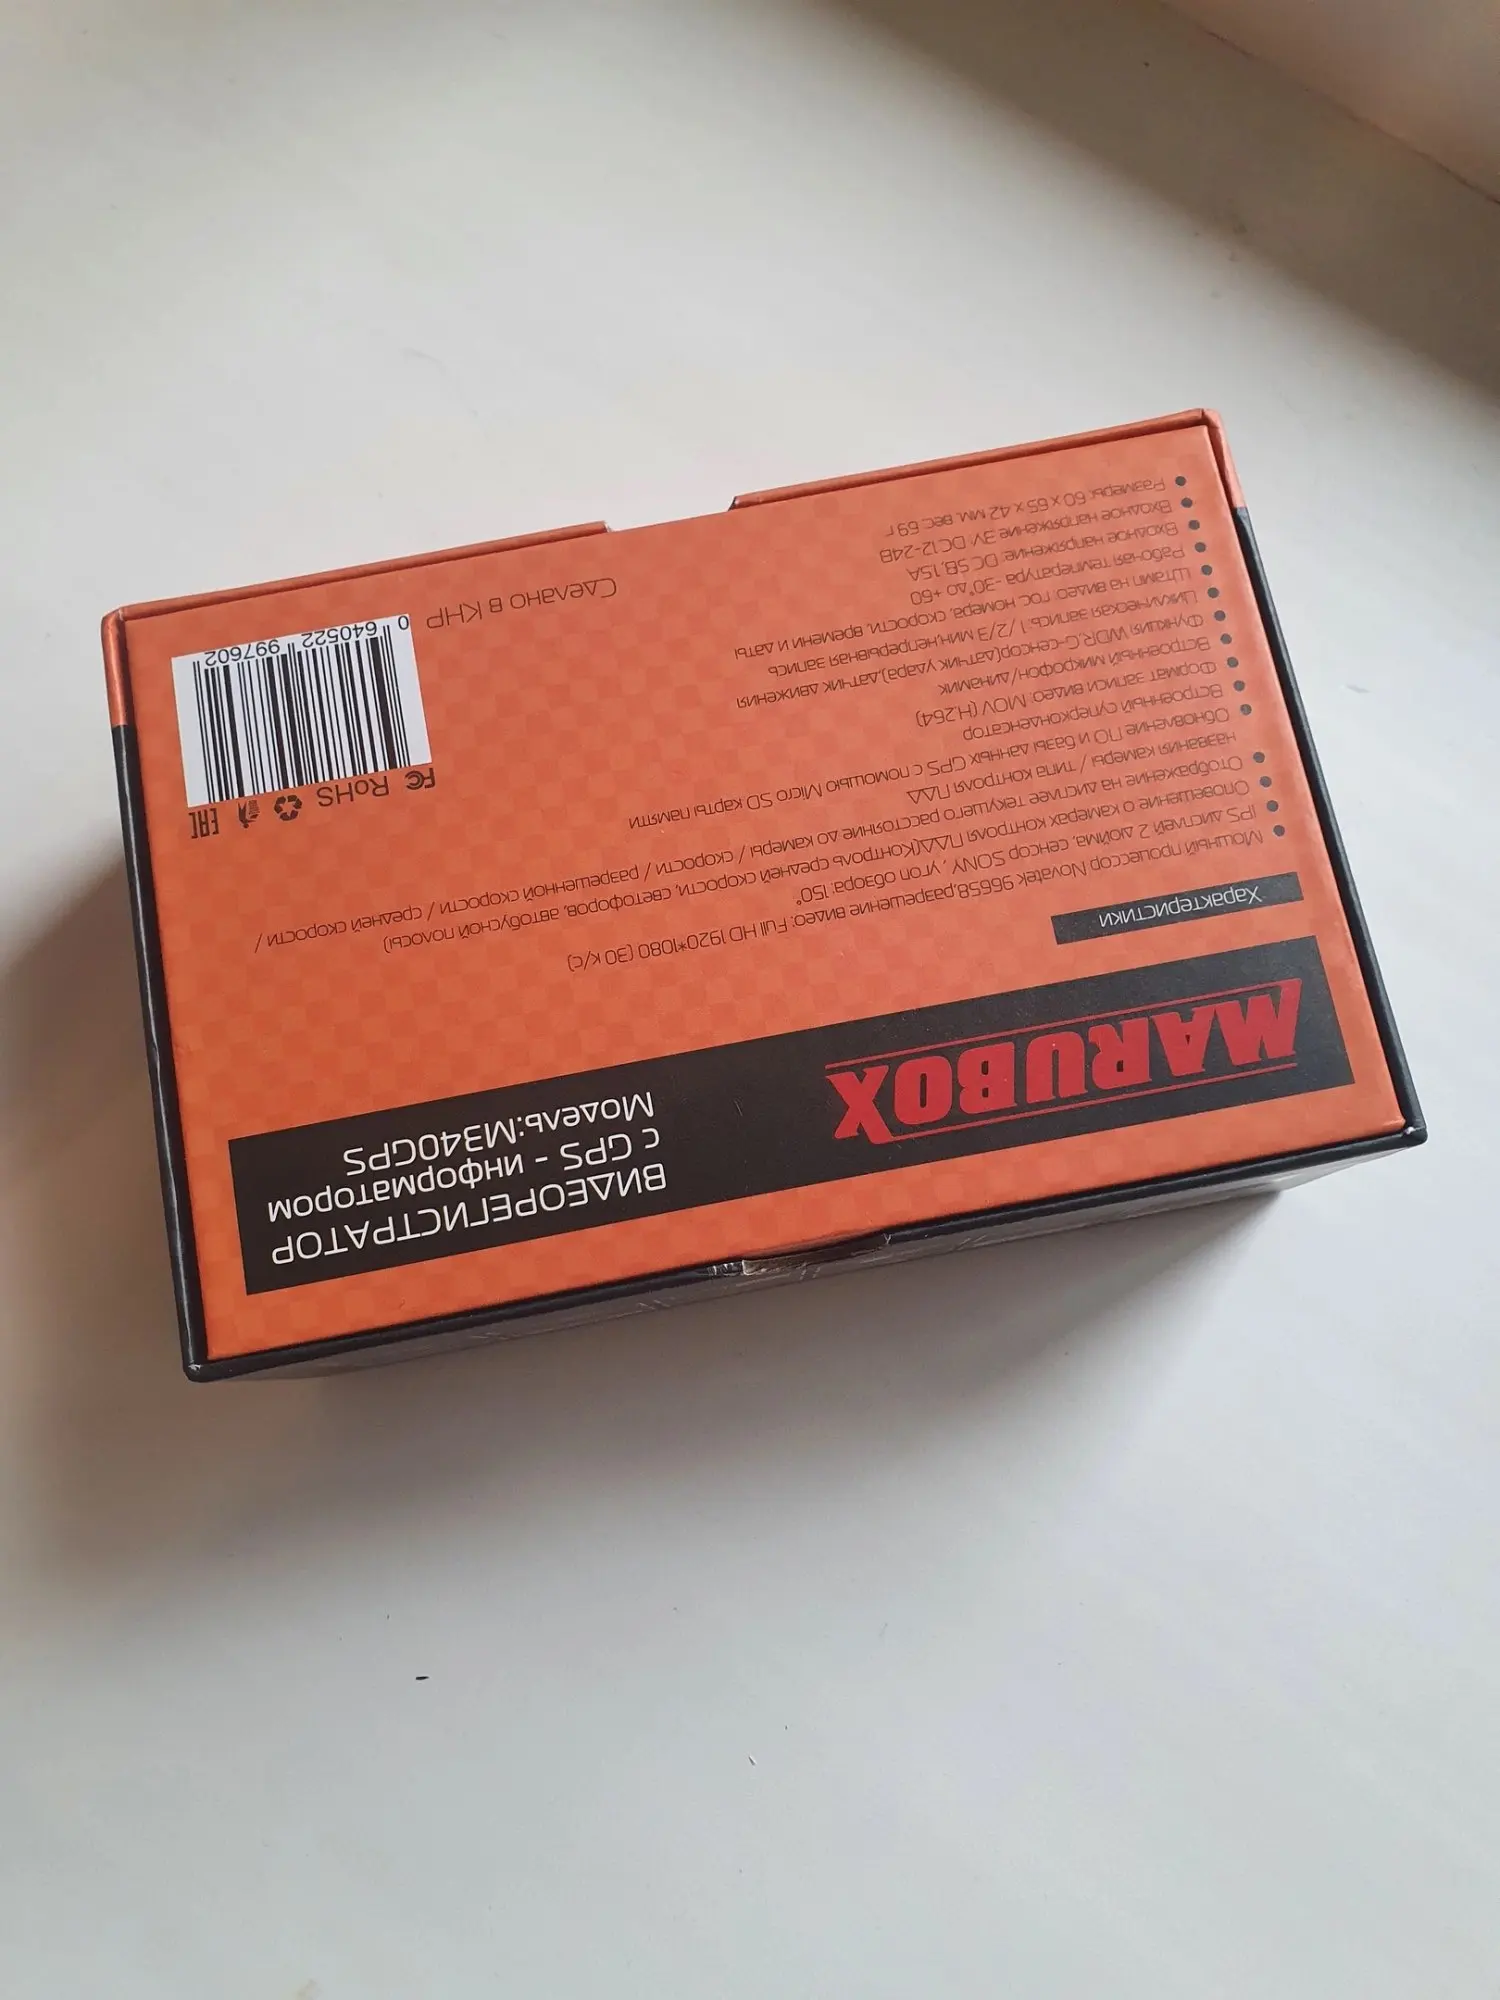 MARUBOX
ВИДЕОРЕГИСТРАТОР
с GPS - информатором
Модель:M340GPS
Характеристики
Мощный процессор Novatek 96658,разрешение видео: Full HD 1920*1080 (30 к/с)
IPS дисплей 2 дюйма, сенсор SONY, угол обзора: 150°
Оповещение о камерах контроля ПДД(Контроль средней скорости, светофоров, автобусной полосы)
Отображение на дисплее текущего расстояние до камеры / скорости / разрешенной скорости / средней скорости /
названия камеры / типа контроля ПДД
Обновление ПО и базы данных GPS с помощью Micro SD карты памяти
Встроенный суперконденсатор
Формат записи видео: MOV (H.264)
Встроенный микрофон/динамик
Функция WDR,G-сенсор(датчик удара),датчик движения
Циклическая запись: 1 /2/3 мин,непрерывная запись
Штамп на видео: гос. номера, скорости, времени и даты
Рабочая температура -30°до +60
Входное напряжение: DC 5В,1.5А
Входное напряжение ЗУ: DC12-24В
Размеры: 60 x 65 x 42 мм, вес 69 г
FC RoHS EAC
0 640522 997602
Сделано в КНР